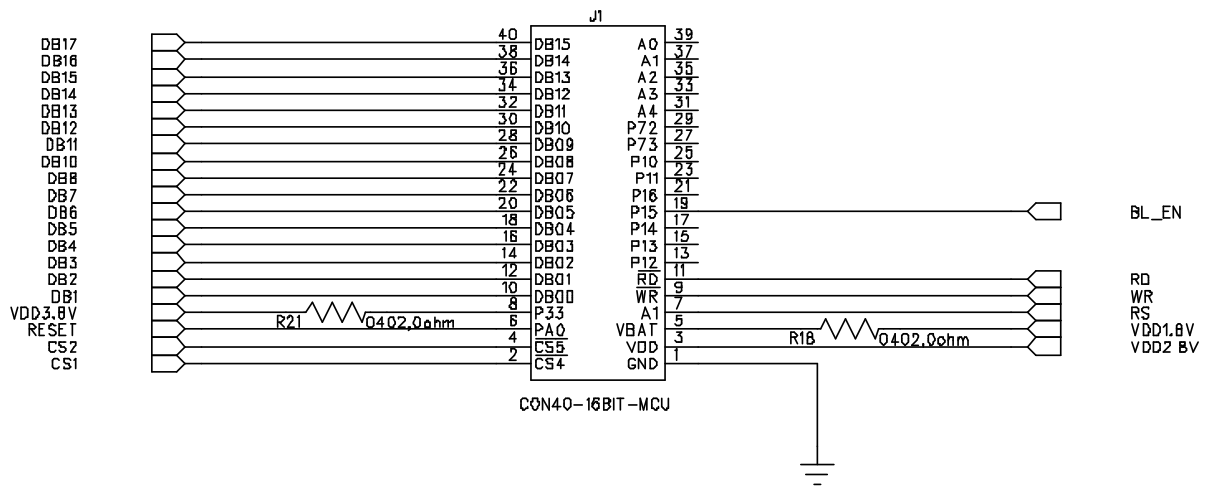 J1
DB17 40 DB15 A0 39
DB16 38 DB14 A1 37
DB15 36 DB13 A2 35
DB14 34 DB12 A3 33
DB13 32 DB11 A4 31
DB12 30 DB10 P72 29
DB11 28 DB09 P73 27
DB10 26 DB08 P10 25
DB8 24 DB07 P11 23
DB7 22 DB06 P16 21
DB6 20 DB05 P15 19 BL_EN
DB5 18 DB04 P14 17
DB4 16 DB03 P13 15
DB3 14 DB02 P12 13
DB2 12 DB01 RD 11 RD
DB1 10 DB00 WR 9 WR
VDD3.8V R21 0402,0ohm 8 P33 A1 7 RS
RESET 6 PA0 VBAT 5 R18 0402,0ohm VDD1.8V
CS2 4 CS5 VDD 3 VDD2 8V
CS1 2 CS4 GND 1
CON40-16BIT-MCU